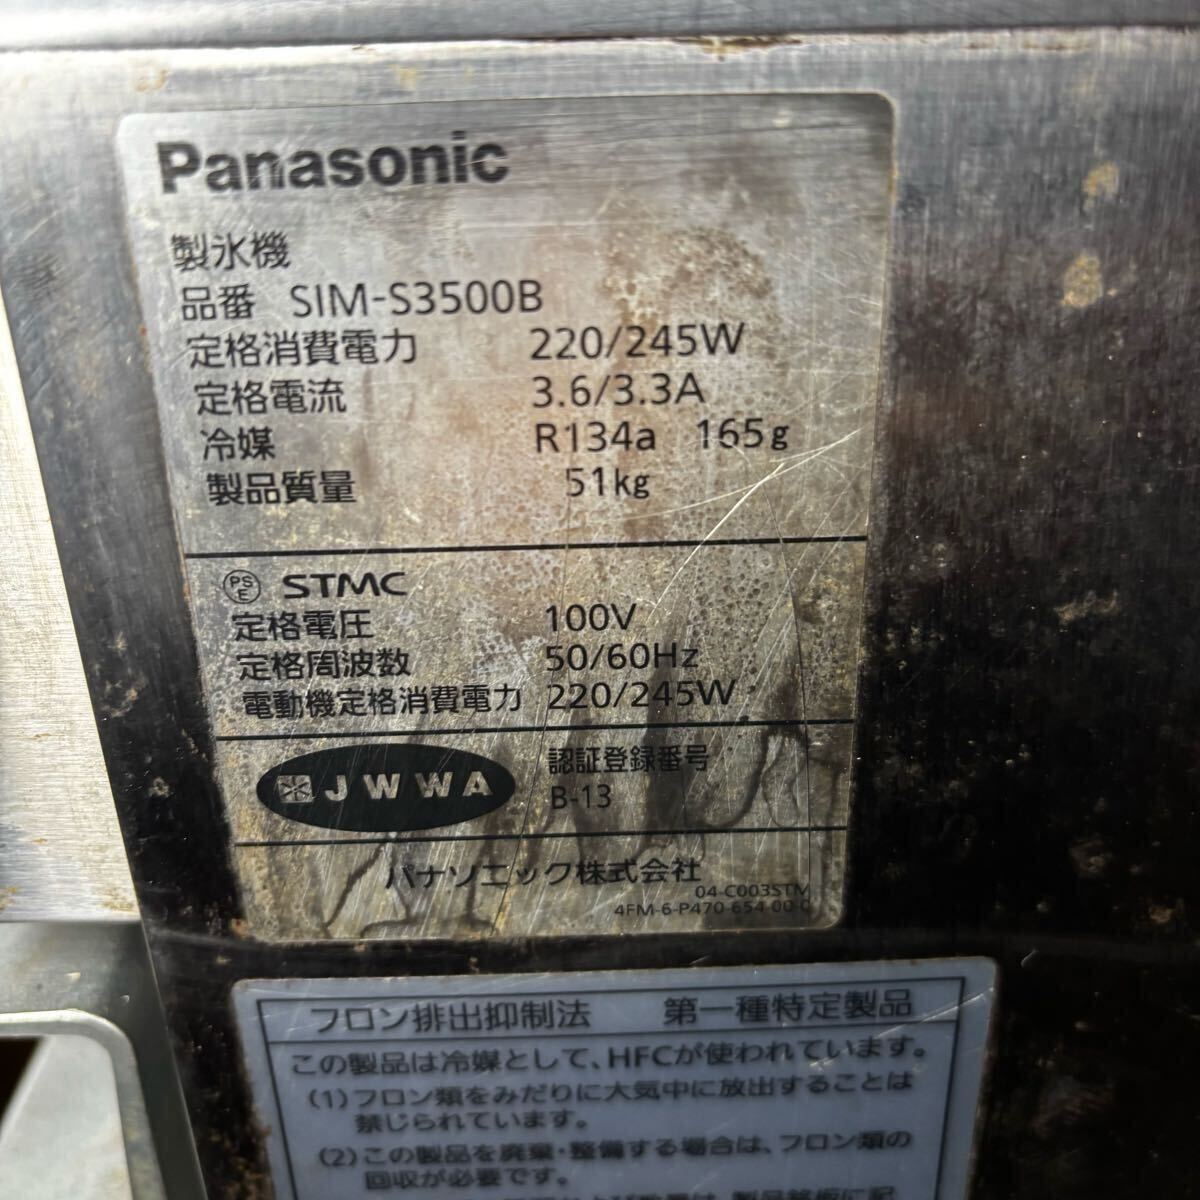 Panasonic
製氷機
品番 SIM-S3500B
定格消費電力 220/245W
定格電流 3.6/3.3A
冷媒 R134a 165g
製品質量 51kg
PS E STMC
定格電圧 100V
定格周波数 50/60Hz
電動機定格消費電力 220/245W
JWWA 認証登録番号
B-13
パナソニック株式会社
04-C003STM
4FM-6-P470-654-00-0
フロン排出抑制法 第一種特定製品
この製品は冷媒として、HFCが使われています。
(1)フロン類をみだりに大気中に放出することは
禁じられています。
(2)この製品を廃棄・整備する場合は、フロン類の
回収が必要です。